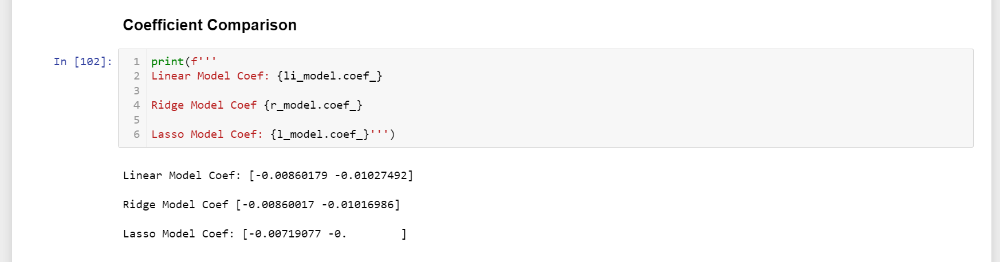 Coefficient Comparison
In [102]:
1 print(f'''
2 Linear Model Coef: {li_model.coef_}
3
4 Ridge Model Coef {r_model.coef_}
5
6 Lasso Model Coef: {l_model.coef_}''')
Linear Model Coef: [-0.00860179 -0.01027492]
Ridge Model Coef [-0.00860017 -0.01016986]
Lasso Model Coef: [-0.00719077 -0.        ]